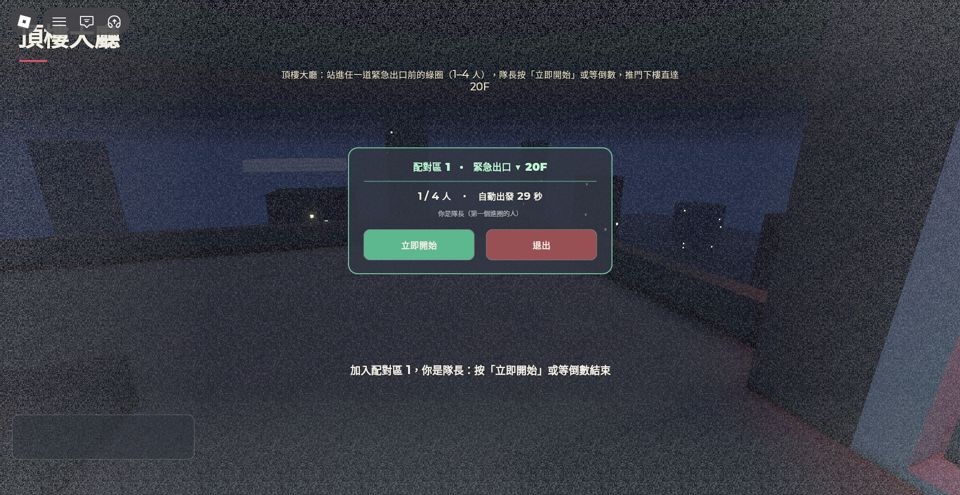 頂樓大廳
頂樓大廳：站進任一道緊急出口前的綠圈（1–4 人），隊長按「立即開始」或等倒數，推門下樓直達
20F
配對區 1 • 緊急出口 ▼ 20F
1 / 4 人 • 自動出發 29 秒
你是隊長（第一個進圈的人）
立即開始
退出
加入配對區 1，你是隊長：按「立即開始」或等倒數結束